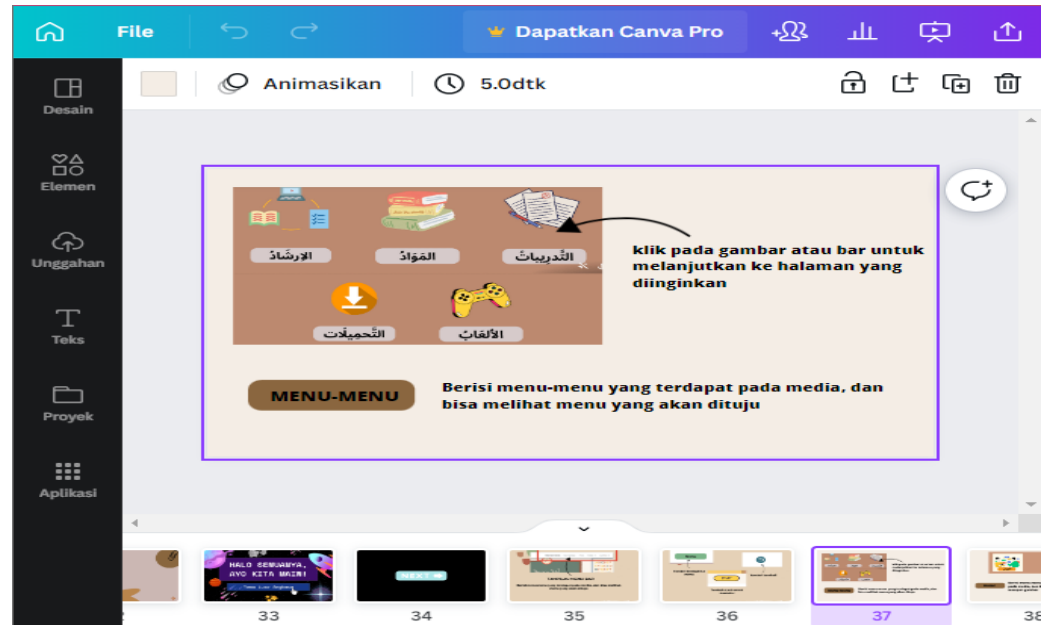 File
Dapatkan Canva Pro
Animasikan
5.0dtk
Desain
Elemen
Unggahan
Teks
Proyek
Aplikasi
الإرشَادُ
المَوَادُ
التَّدرِيبَاتُ
التَّحمِيلَات
الألعَابُ
klik pada gambar atau bar untuk
melanjutkan ke halaman yang
diinginkan
MENU-MENU
Berisi menu-menu yang terdapat pada media, dan
bisa melihat menu yang akan dituju
HALO SEMUANYA,
AYO KITA MAIN!
33
34
35
36
37
38